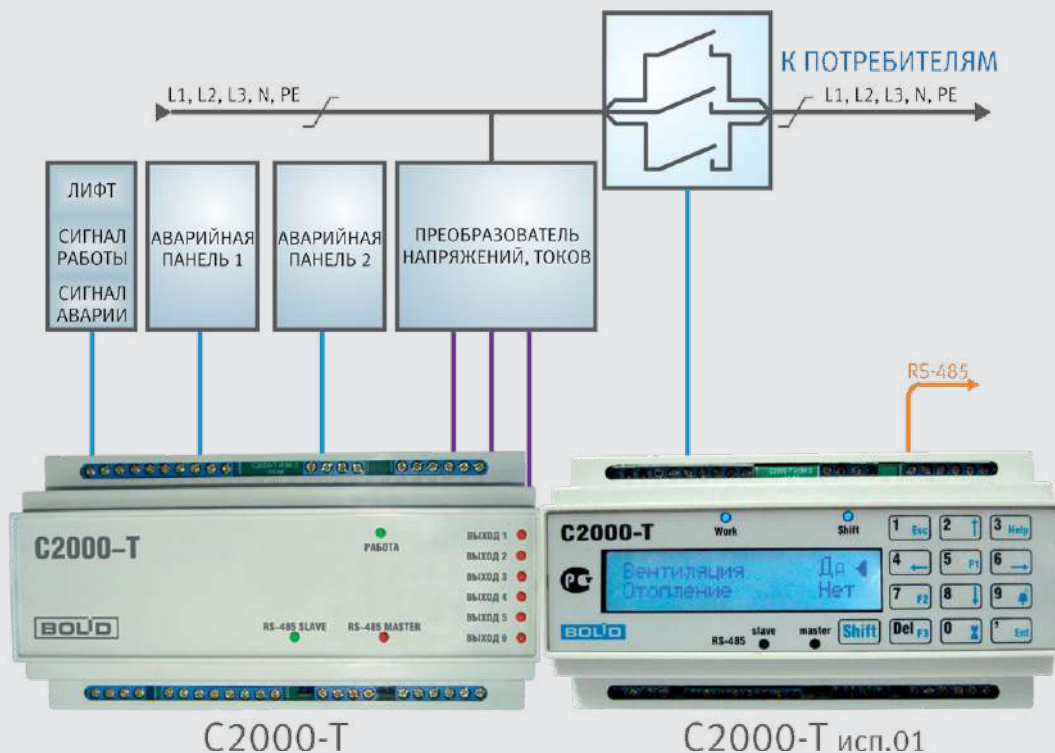 К ПОТРЕБИТЕЛЯМ
L1, L2, L3, N, PE
L1, L2, L3, N, PE
ЛИФТ
СИГНАЛ
РАБОТЫ
СИГНАЛ
АВАРИИ
АВАРИЙНАЯ
ПАНЕЛЬ 1
АВАРИЙНАЯ
ПАНЕЛЬ 2
ПРЕОБРАЗОВАТЕЛЬ
НАПРЯЖЕНИЙ, ТОКОВ
RS-485
С2000-Т
РАБОТА
ВЫХОД 1
ВЫХОД 2
ВЫХОД 3
ВЫХОД 4
ВЫХОД 5
ВЫХОД 6
RS-485 SLAVE
RS-485 MASTER
BOLID
С2000-Т
Work
Shift
Вентиляция Да
Отопление Нет
1 Esc 2 ↑ 3 Help
4 ← 5 F1 6 →
7 F2 8 ↓ 9
Shift Del F3 0 ' Ent
BOLID
RS-485 slave master
С2000-Т
С2000-Т исп.01